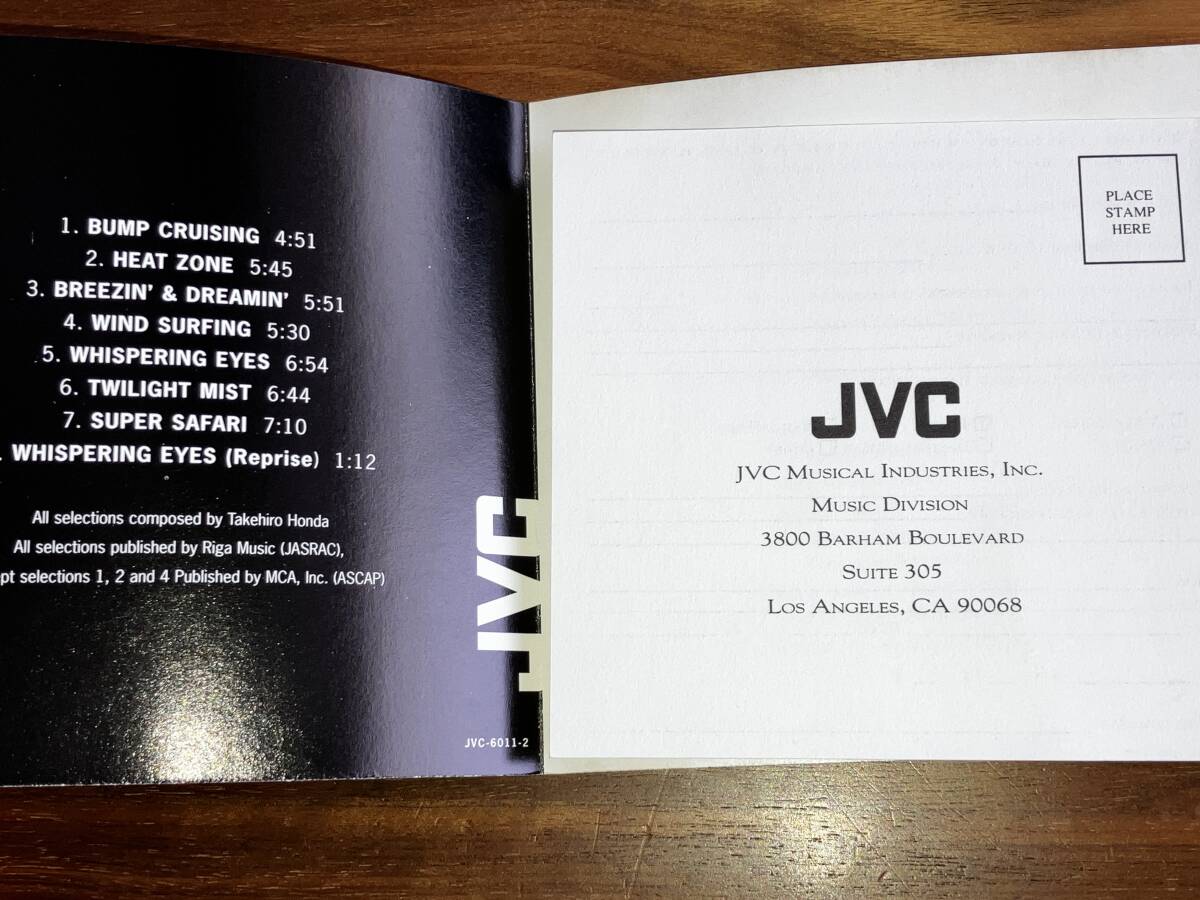 1. BUMP CRUISING 4:51
2. HEAT ZONE 5:45
3. BREEZIN' & DREAMIN' 5:51
4. WIND SURFING 5:30
5. WHISPERING EYES 6:54
6. TWILIGHT MIST 6:44
7. SUPER SAFARI 7:10
. WHISPERING EYES (Reprise) 1:12
All selections composed by Takehiro Honda
All selections published by Riga Music (JASRAC),
pt selections 1, 2 and 4 Published by MCA, Inc. (ASCAP)
JVC
JVC-6011-2
PLACE
STAMP
HERE
JVC
JVC MUSICAL INDUSTRIES, INC.
MUSIC DIVISION
3800 BARHAM BOULEVARD
SUITE 305
LOS ANGELES, CA 90068